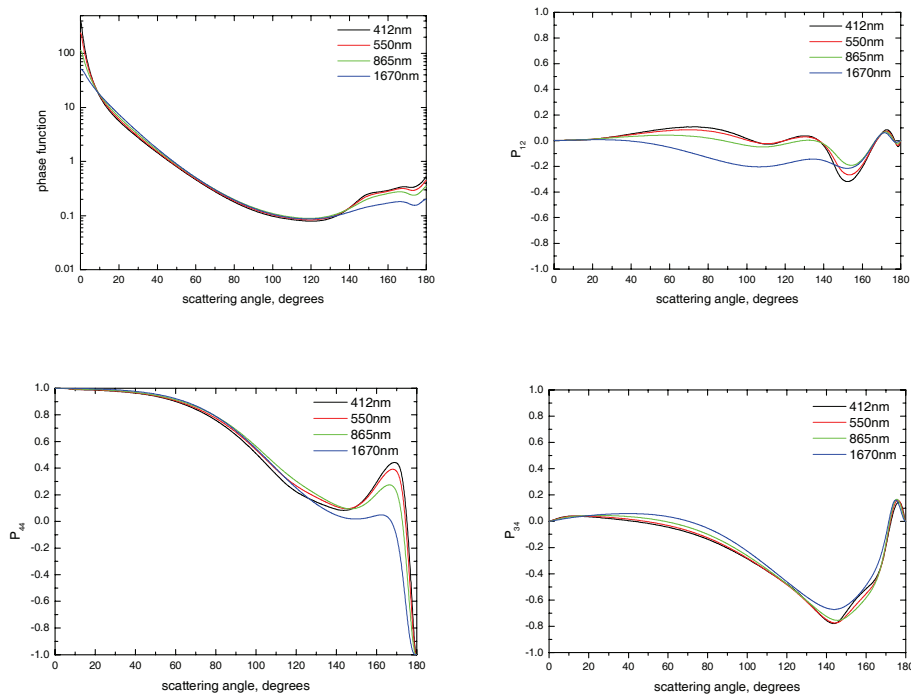 412nm
550nm
865nm
1670nm
phase function
100
10
1
0.1
0.01
0 20 40 60 80 100 120 140 160 180
scattering angle, degrees
412nm
550nm
865nm
1670nm
P12
1.0
0.8
0.6
0.4
0.2
0.0
-0.2
-0.4
-0.6
-0.8
-1.0
0 20 40 60 80 100 120 140 160 180
scattering angle, degrees
412nm
550nm
865nm
1670nm
P44
1.0
0.8
0.6
0.4
0.2
0.0
-0.2
-0.4
-0.6
-0.8
-1.0
0 20 40 60 80 100 120 140 160 180
scattering angle, degrees
412nm
550nm
865nm
1670nm
P34
1.0
0.8
0.6
0.4
0.2
0.0
-0.2
-0.4
-0.6
-0.8
-1.0
0 20 40 60 80 100 120 140 160 180
scattering angle, degrees